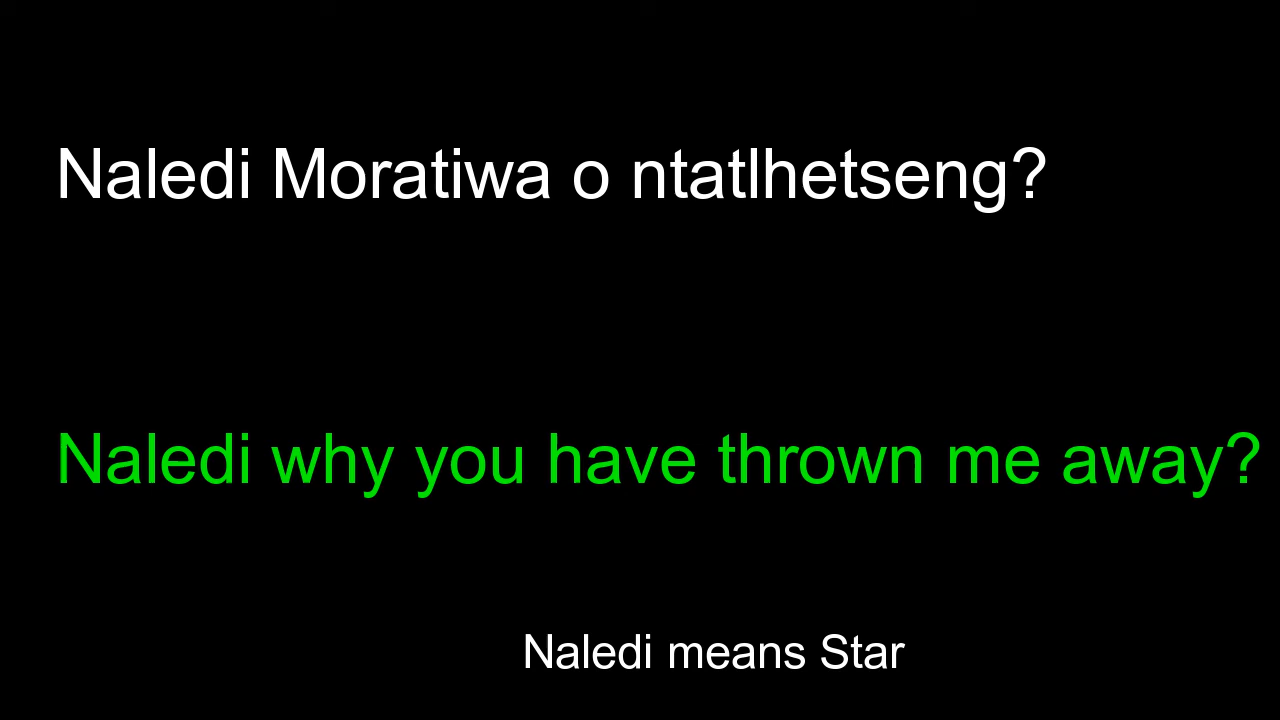 Naledi Moratiwa o ntatlhetseng?
Naledi why you have thrown me away?
Naledi means Star